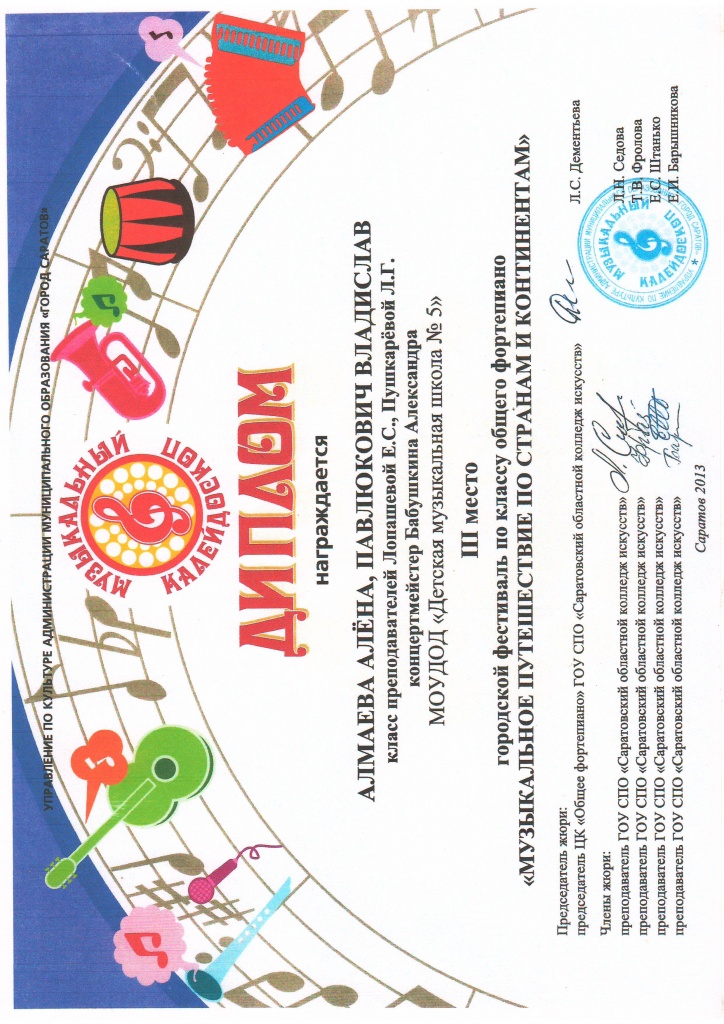 УПРАВЛЕНИЕ ПО КУЛЬТУРЕ АДМИНИСТРАЦИИ МУНИЦИПАЛЬНОГО ОБРАЗОВАНИЯ «ГОРОД САРАТОВ»
МУЗЫКАЛЬНЫЙ
КАЛЕЙДОСКОП
ДИПЛОМ
награждается
АЛМАЕВА АЛЁНА, ПАВЛЮКОВИЧ ВЛАДИСЛАВ
класс преподавателей Лопашевой Е.С., Пушкарёвой Л.Г.
концертмейстер Бабушкина Александра
МОУДОД «Детская музыкальная школа № 5»
III место
городской фестиваль по классу общего фортепиано
«МУЗЫКАЛЬНОЕ ПУТЕШЕСТВИЕ ПО СТРАНАМ И КОНТИНЕНТАМ»
Председатель жюри:
председатель ЦК «Общее фортепиано» ГОУ СПО «Саратовский областной колледж искусств» Л.С. Дементьева
Члены жюри:
преподаватель ГОУ СПО «Саратовский областной колледж искусств» Л.Н. Седова
преподаватель ГОУ СПО «Саратовский областной колледж искусств» Т.В. Фролова
преподаватель ГОУ СПО «Саратовский областной колледж искусств» Е.С. Штанько
преподаватель ГОУ СПО «Саратовский областной колледж искусств» Е.И. Барышникова
МУЗЫКАЛЬНЫЙ
КАЛЕЙДОСКОП
Саратов 2013